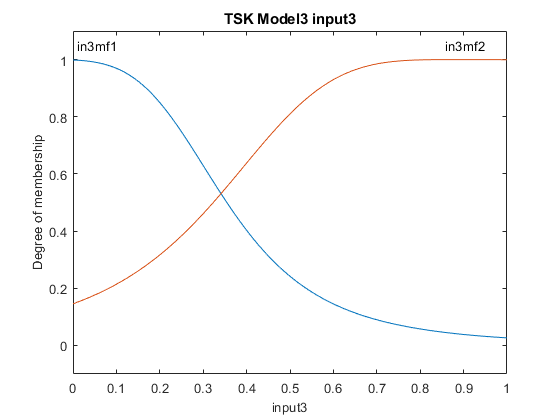 TSK Model3 input3
in3mf1 in3mf2
1
0.8
0.6
0.4
0.2
0
Degree of membership
0 0.1 0.2 0.3 0.4 0.5 0.6 0.7 0.8 0.9 1
input3